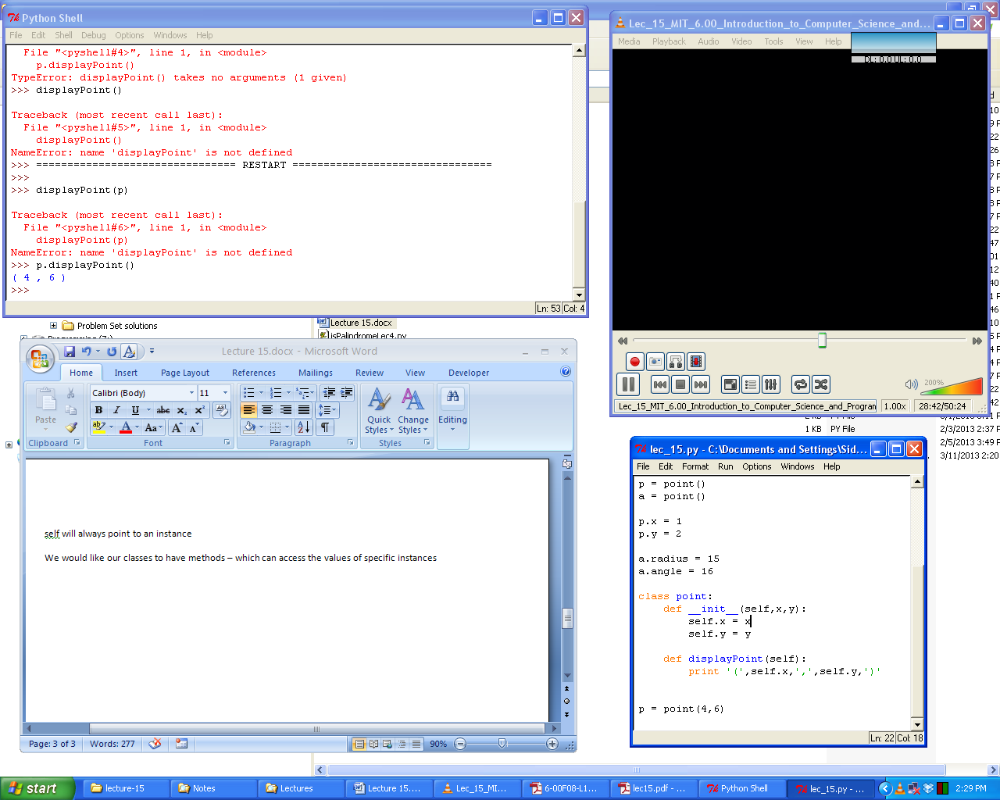 Python Shell
File Edit Shell Debug Options Windows Help
File "<pyshell#4>", line 1, in <module>
p.displayPoint()
TypeError: displayPoint() takes no arguments (1 given)
>>> displayPoint()
Traceback (most recent call last):
File "<pyshell#5>", line 1, in <module>
displayPoint()
NameError: name 'displayPoint' is not defined
>>> ================================ RESTART ================================
>>>
>>> displayPoint(p)
Traceback (most recent call last):
File "<pyshell#6>", line 1, in <module>
displayPoint(p)
NameError: name 'displayPoint' is not defined
>>> p.displayPoint()
( 4 , 6 )
>>>
Ln: 53 Col: 4
Lec_15_MIT_6.00_Introduction_to_Computer_Science_and_...
Media Playback Audio Video Tools View Help
DL: 0.0 UL: 0.0
200%
Lec_15_MIT_6.00_Introduction_to_Computer_Science_and_Program
1.00x 28:42/50:24
Problem Set solutions
Lecture 15.docx
isPalindromeLec4.py
Lecture 15.docx - Microsoft Word
Home Insert Page Layout References Mailings Review View Developer
Calibri (Body) 11
Paste
Quick Styles
Change Styles
Editing
Clipboard Font Paragraph Styles
self will always point to an instance
We would like our classes to have methods – which can access the values of specific instances
Page: 3 of 3 Words: 277 90%
1 KB PY File 2/3/2013 2:37 P
2/5/2013 3:49 P
3/11/2013 2:20
lec_15.py - C:\Documents and Settings\Sid...
File Edit Format Run Options Windows Help
p = point()
a = point()
p.x = 1
p.y = 2
a.radius = 15
a.angle = 16
class point:
def __init__(self,x,y):
self.x = x
self.y = y
def displayPoint(self):
print '(',self.x,',',self.y,')'
p = point(4,6)
Ln: 22 Col: 18
start
lecture-15
Notes
Lectures
Lecture 15....
Lec_15_MI...
6-00F08-L1...
lec15.pdf - ...
Python Shell
lec_15.py - ...
2:29 PM